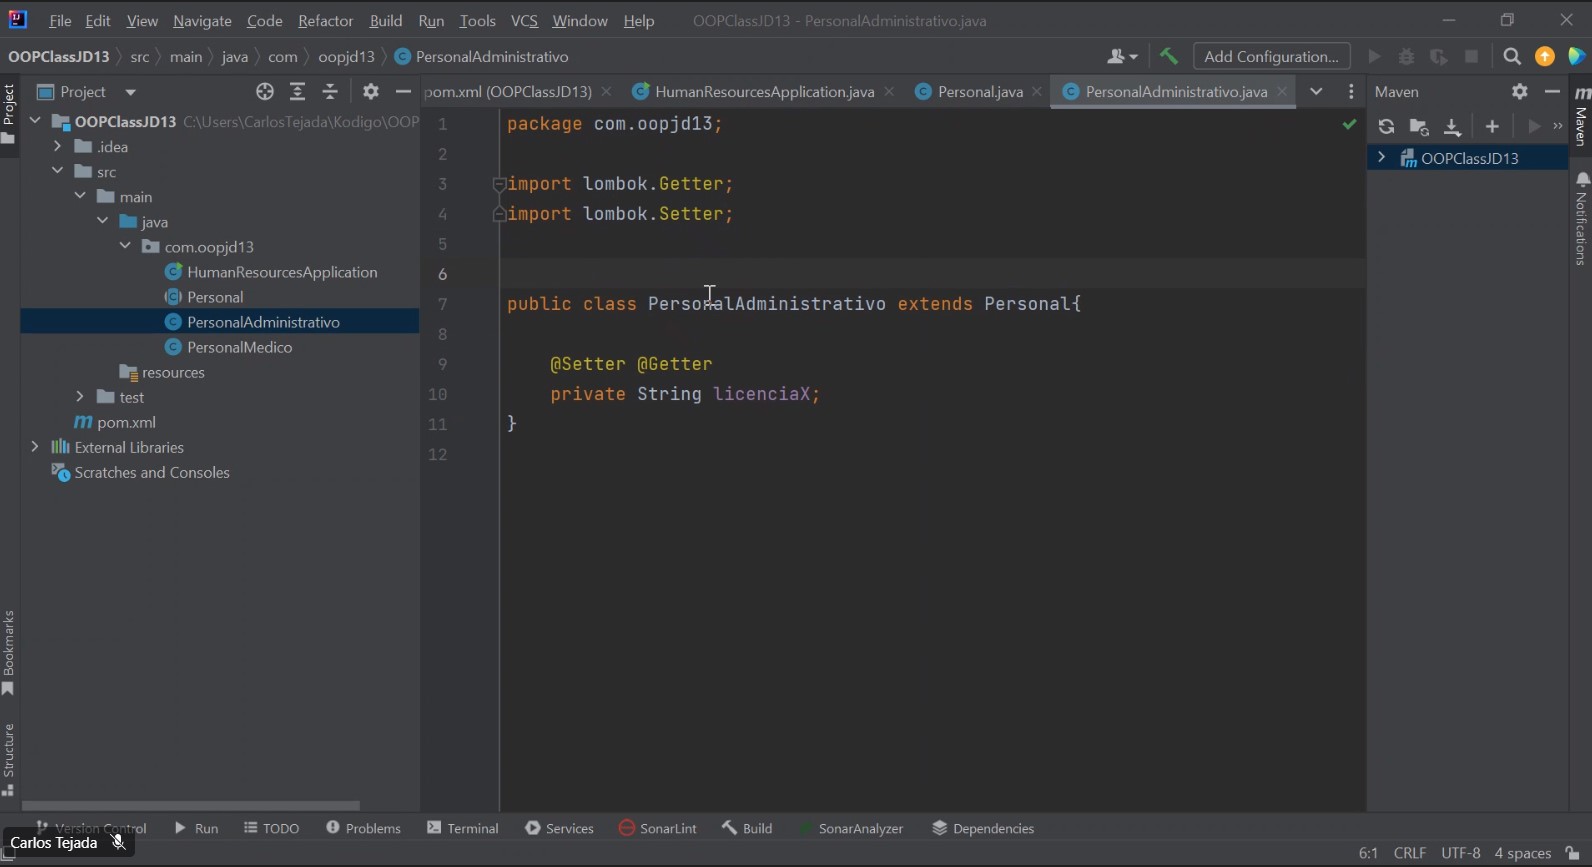 File Edit View Navigate Code Refactor Build Run Tools VCS Window Help OOPClassJD13 - PersonalAdministrativo.java
OOPClassJD13 src main java com oopjd13 PersonalAdministrativo Add Configuration...
Project
Project
pom.xml (OOPClassJD13) HumanResourcesApplication.java Personal.java PersonalAdministrativo.java
Maven
Maven
OOPClassJD13 C:\Users\CarlosTejada\Kodigo\OOP
.idea
src
main
java
com.oopjd13
HumanResourcesApplication
Personal
PersonalAdministrativo
PersonalMedico
resources
test
pom.xml
External Libraries
Scratches and Consoles
1 package com.oopjd13;
2
3 import lombok.Getter;
4 import lombok.Setter;
5
6
7 public class PersonalAdministrativo extends Personal{
8
9 @Setter @Getter
10 private String licenciaX;
11 }
12
OOPClassJD13
Notifications
Bookmarks
Structure
Version Control Run TODO Problems Terminal Services SonarLint Build SonarAnalyzer Dependencies
Carlos Tejada
6:1 CRLF UTF-8 4 spaces